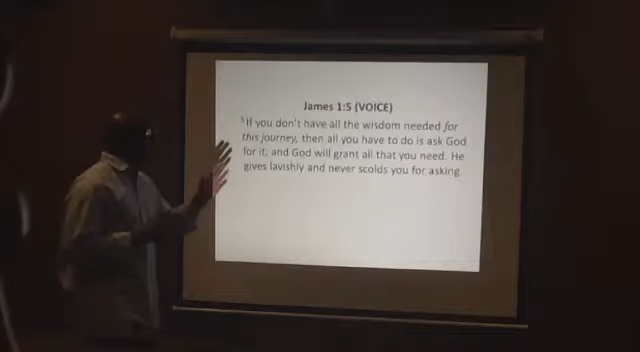 James 1:5 (VOICE)
5 If you don't have all the wisdom needed for
this journey, then all you have to do is ask God
for it; and God will grant all that you need. He
gives lavishly and never scolds you for asking.